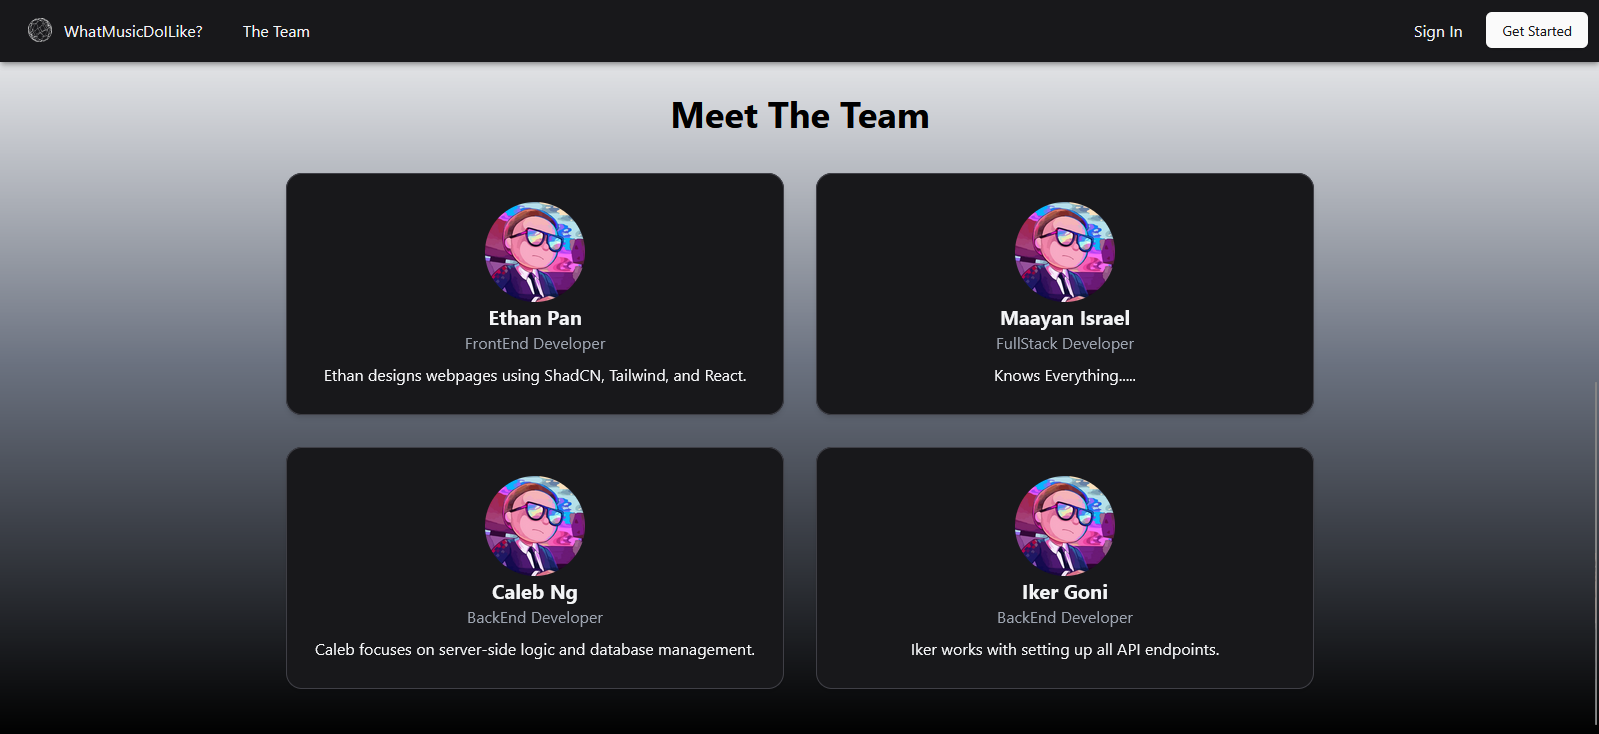 WhatMusicDoILike?
The Team
Sign In
Get Started
Meet The Team
Ethan Pan
FrontEnd Developer
Ethan designs webpages using ShadCN, Tailwind, and React.
Maayan Israel
FullStack Developer
Knows Everything.....
Caleb Ng
BackEnd Developer
Caleb focuses on server-side logic and database management.
Iker Goni
BackEnd Developer
Iker works with setting up all API endpoints.